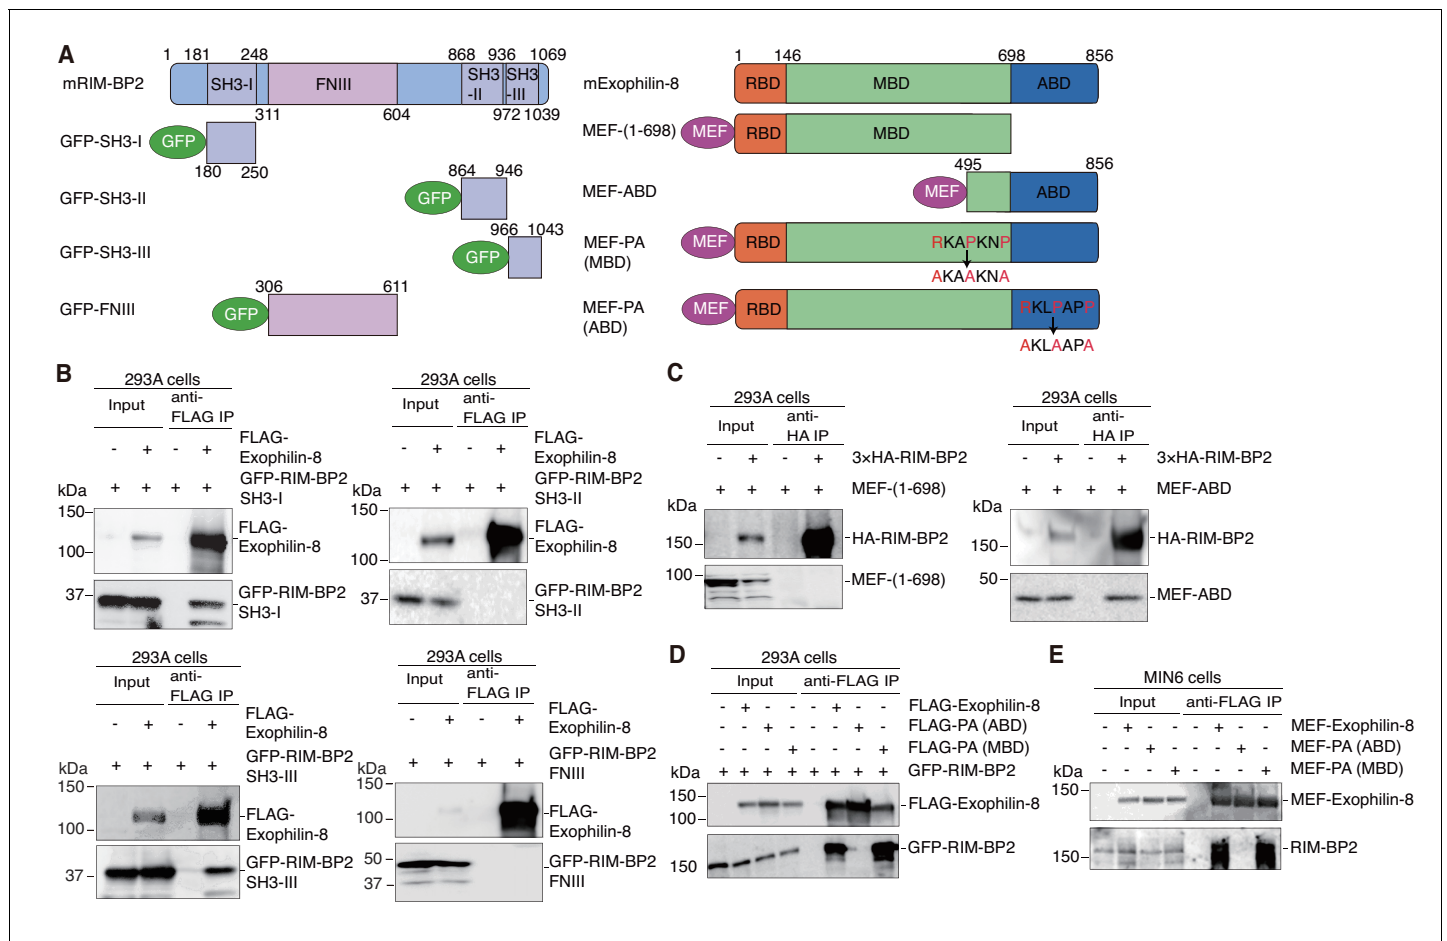 A
1 181 248 868 936 1069
mRIM-BP2
SH3-I FNIII SH3 -II SH3 -III
311 604 972 1039
GFP-SH3-I
GFP
180 250
GFP-SH3-II
864 946
GFP
GFP-SH3-III
966 1043
GFP
GFP-FNIII
306 611
GFP
1 146 698 856
mExophilin-8
RBD MBD ABD
MEF-(1-698)
MEF RBD MBD
MEF-ABD
495 856
MEF ABD
MEF-PA
(MBD)
MEF RBD RKAPKNP
AKAAKNA
MEF-PA
(ABD)
MEF RBD RKLPAPP
AKLAAPA
B
293A cells
Input anti-
FLAG IP
- + - + FLAG-
Exophilin-8
+ + + + GFP-RIM-BP2
SH3-I
kDa
150
100
FLAG-
Exophilin-8
37
GFP-RIM-BP2
SH3-I
293A cells
Input anti-
FLAG IP
- + - + FLAG-
Exophilin-8
+ + + + GFP-RIM-BP2
SH3-II
kDa
150
100
FLAG-
Exophilin-8
37
GFP-RIM-BP2
SH3-II
293A cells
Input anti-
FLAG IP
- + - + FLAG-
Exophilin-8
+ + + + GFP-RIM-BP2
SH3-III
kDa
150
100
FLAG-
Exophilin-8
37
GFP-RIM-BP2
SH3-III
293A cells
Input anti-
FLAG IP
- + - + FLAG-
Exophilin-8
+ + + + GFP-RIM-BP2
FNIII
kDa
150
100
FLAG-
Exophilin-8
50
37
GFP-RIM-BP2
FNIII
C
293A cells
Input anti-
HA IP
- + - + 3×HA-RIM-BP2
+ + + + MEF-(1-698)
kDa
150
HA-RIM-BP2
100
MEF-(1-698)
293A cells
Input anti-
HA IP
- + - + 3×HA-RIM-BP2
+ + + + MEF-ABD
kDa
150
HA-RIM-BP2
50
MEF-ABD
D
293A cells
Input anti-FLAG IP
- + - - - + - - FLAG-Exophilin-8
- - + - - - + - FLAG-PA (ABD)
- - - + - - - + FLAG-PA (MBD)
+ + + + + + + + GFP-RIM-BP2
kDa
150
100
FLAG-Exophilin-8
150
GFP-RIM-BP2
E
MIN6 cells
Input anti-FLAG IP
- + - - - + - - MEF-Exophilin-8
- - + - - - + - MEF-PA (ABD)
- - - + - - - + MEF-PA (MBD)
kDa
150
MEF-Exophilin-8
150
RIM-BP2